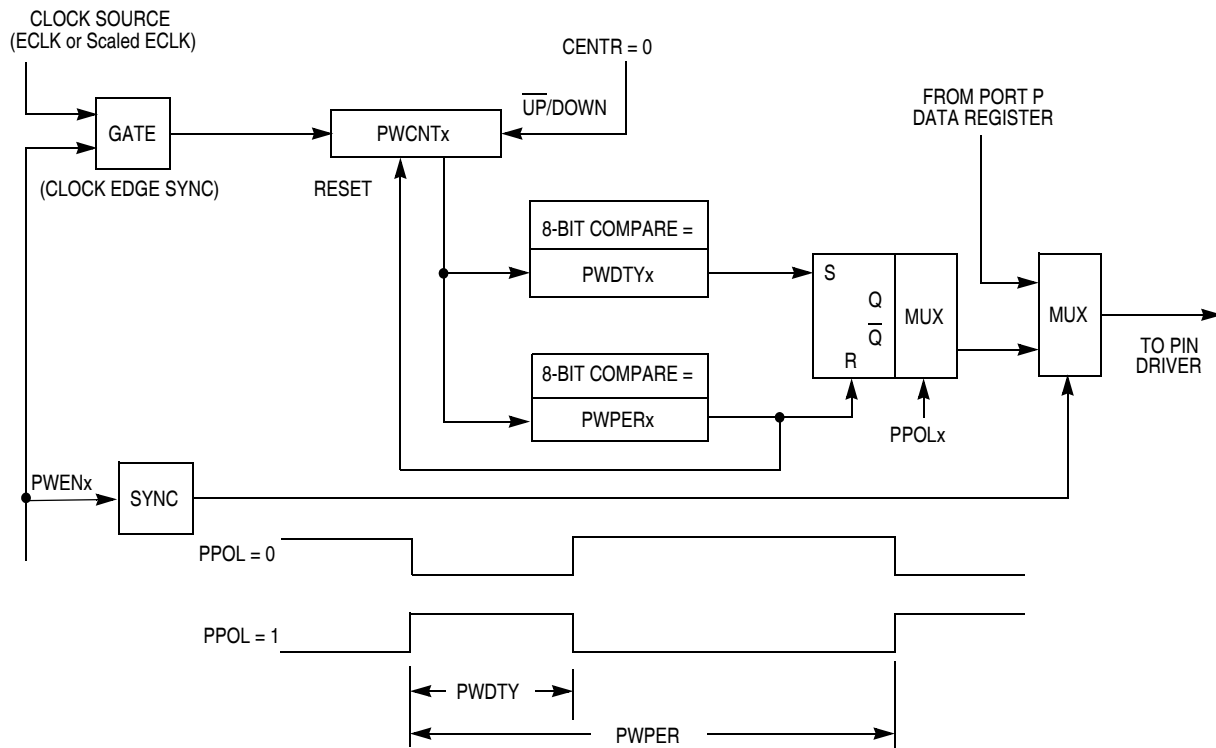 CLOCK SOURCE
(ECLK or Scaled ECLK)
CENTR = 0
U̅P̅/DOWN
FROM PORT P
DATA REGISTER
GATE
PWCNTx
(CLOCK EDGE SYNC)
RESET
8-BIT COMPARE =
PWDTYx
S
Q
Q̅
R
MUX
MUX
TO PIN
DRIVER
8-BIT COMPARE =
PWPERx
PPOLx
PWENx
SYNC
PPOL = 0
PPOL = 1
PWDTY
PWPER